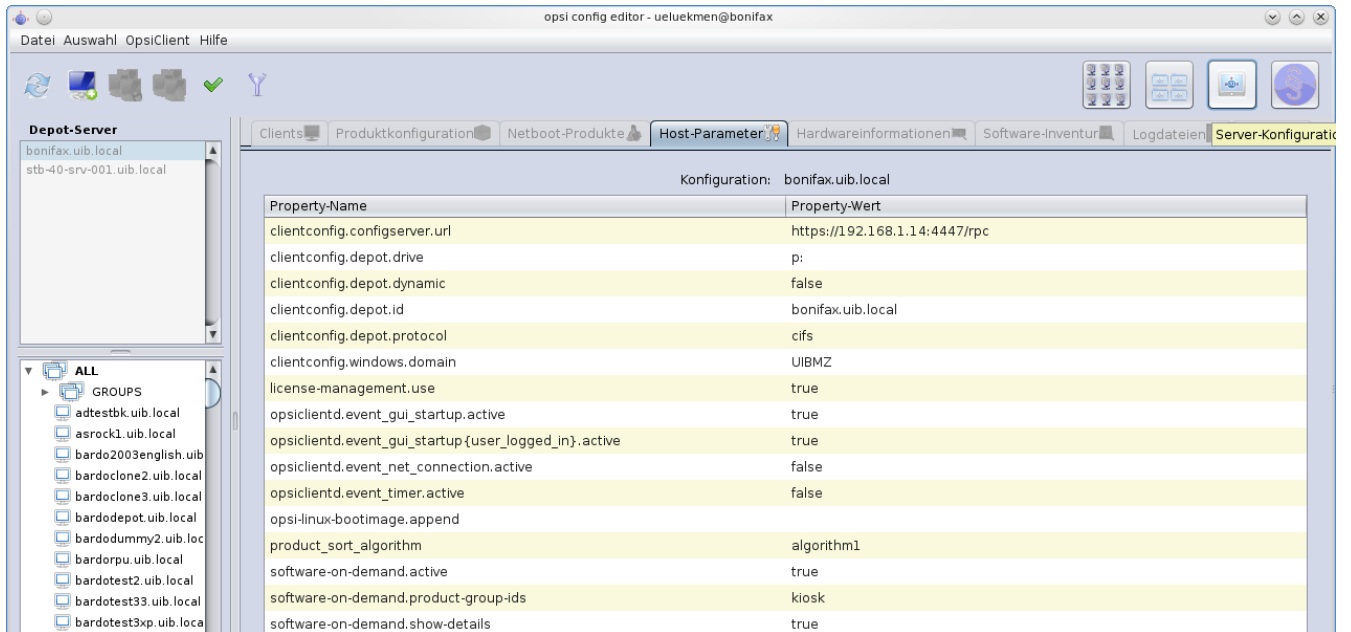 opsi config editor - ueluekmen@bonifax
Datei Auswahl OpsiClient Hilfe
Depot-Server
bonifax.uib.local
stb-40-srv-001.uib.local
ALL
GROUPS
adtestbk.uib.local
asrock1.uib.local
bardo2003english.uib
bardoclone2.uib.local
bardoclone3.uib.local
bardodepot.uib.local
bardodummy2.uib.loc
bardorpu.uib.local
bardotest2.uib.local
bardotest33.uib.local
bardotest3xp.uib.loca
Clients Produktkonfiguration Netboot-Produkte Host-Parameter Hardwareinformationen Software-Inventur Logdateien Server-Konfiguratio
Konfiguration: bonifax.uib.local
Property-Name Property-Wert
clientconfig.configserver.url https://192.168.1.14:4447/rpc
clientconfig.depot.drive p:
clientconfig.depot.dynamic false
clientconfig.depot.id bonifax.uib.local
clientconfig.depot.protocol cifs
clientconfig.windows.domain UIBMZ
license-management.use true
opsiclientd.event_gui_startup.active true
opsiclientd.event_gui_startup{user_logged_in}.active true
opsiclientd.event_net_connection.active false
opsiclientd.event_timer.active false
opsi-linux-bootimage.append
product_sort_algorithm algorithm1
software-on-demand.active true
software-on-demand.product-group-ids kiosk
software-on-demand.show-details true